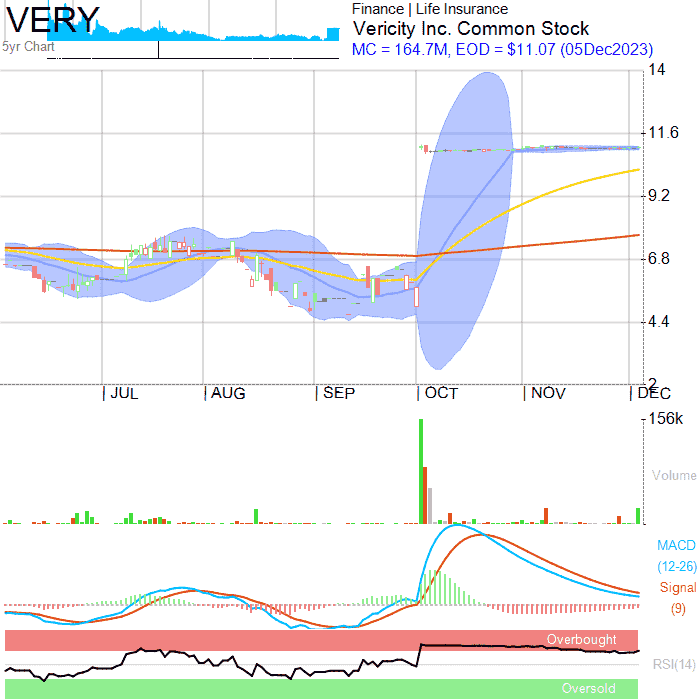 VERY
5yr Chart
Finance | Life Insurance
Vericity Inc. Common Stock
MC = 164.7M, EOD = $11.07 (05Dec2023)
14
11.6
9.2
6.8
4.4
2
JUL AUG SEP OCT NOV DEC
156k
Volume
MACD
(12-26)
Signal
(9)
Overbought
RSI(14)
Oversold